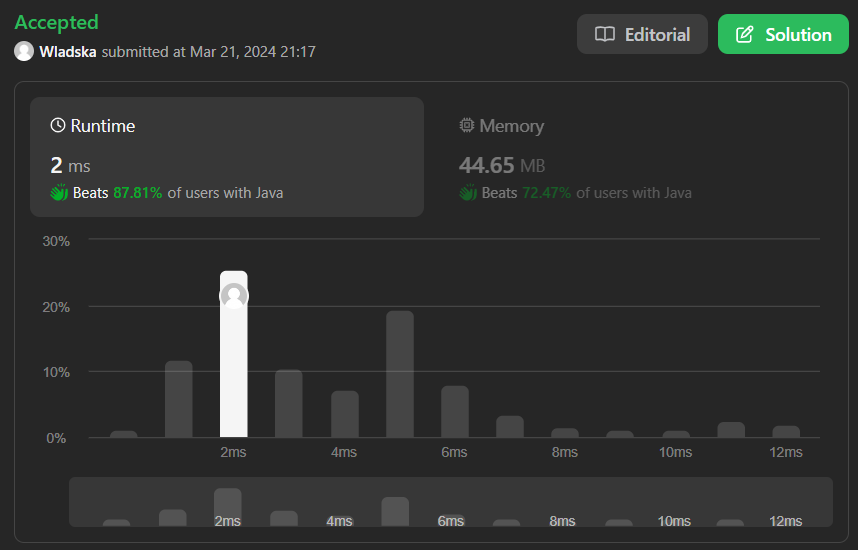 Accepted
Wladska submitted at Mar 21, 2024 21:17
Editorial
Solution
Runtime
2 ms
Beats 87.81% of users with Java
Memory
44.65 MB
Beats 72.47% of users with Java
30%
20%
10%
0%
2ms 4ms 6ms 8ms 10ms 12ms
2ms 4ms 6ms 8ms 10ms 12ms